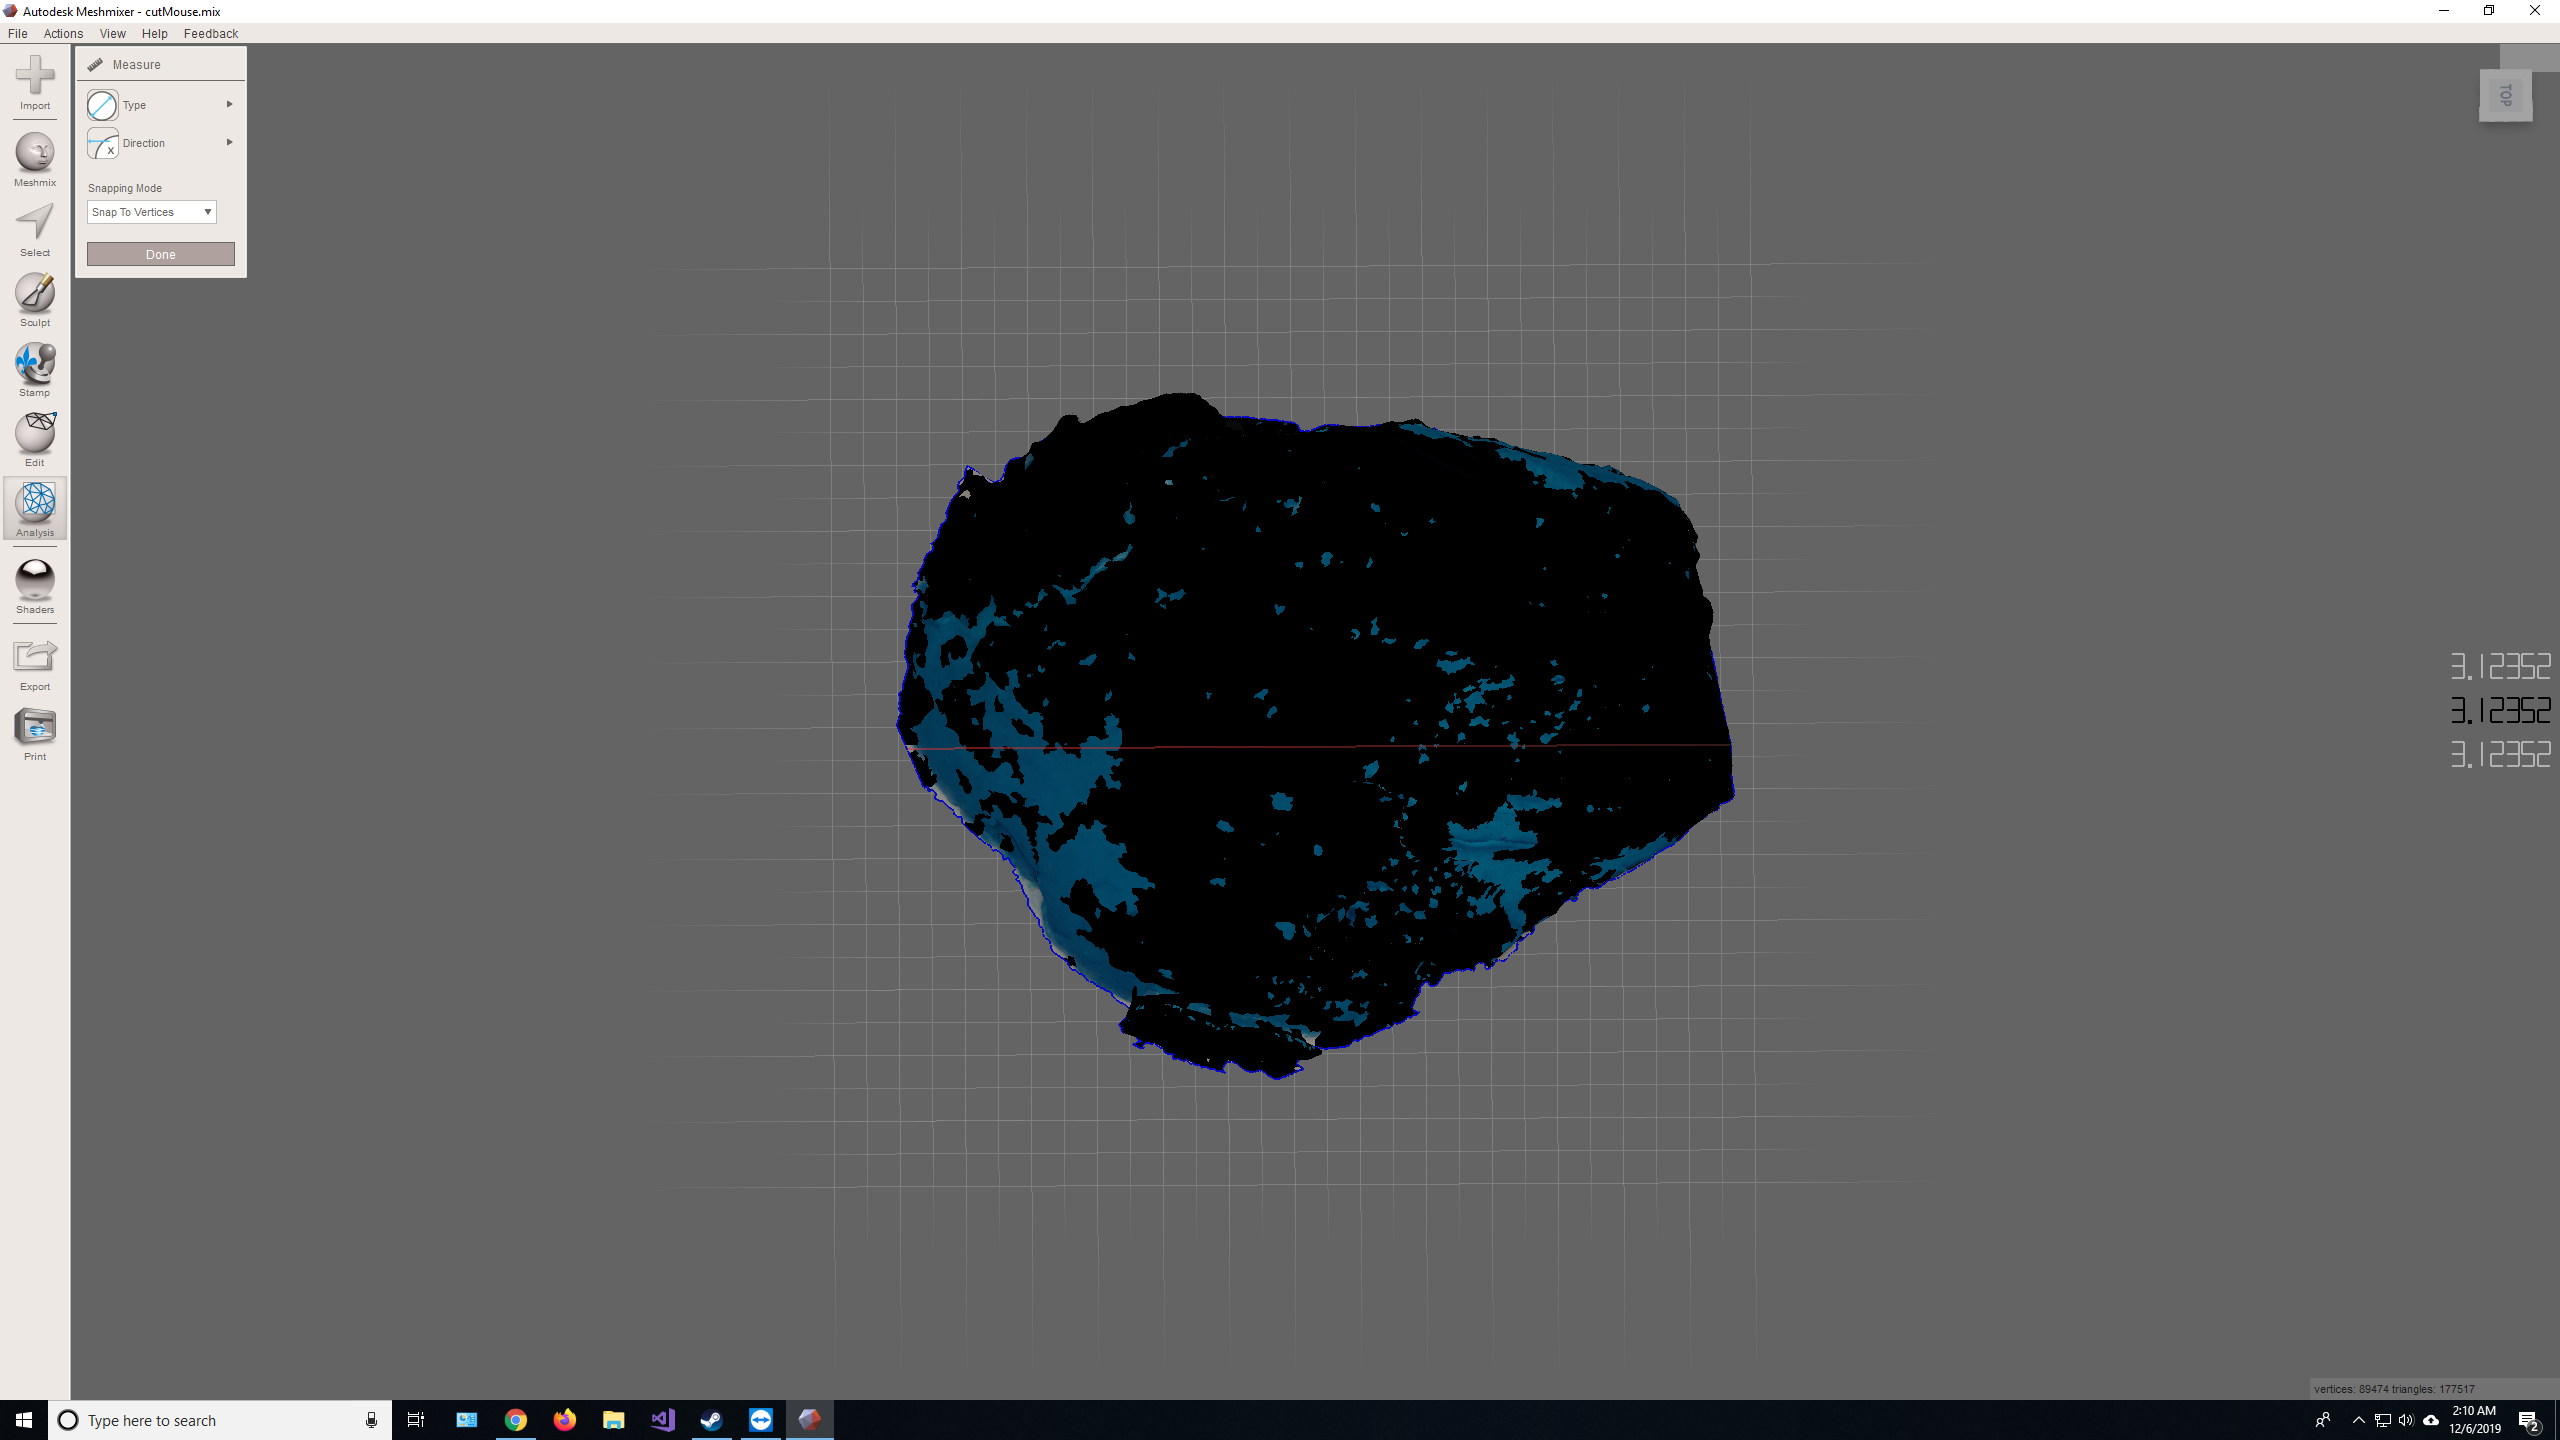 Autodesk Meshmixer - cutMouse.mix
File Actions View Help Feedback
Import
Meshmix
Select
Sculpt
Stamp
Edit
Analysis
Shaders
Export
Print
Measure
Type
Direction
X
Snapping Mode
Snap To Vertices
Done
TOP
3.12352
3.12352
3.12352
vertices: 89474 triangles: 177517
Type here to search
2:10 AM
12/6/2019
2